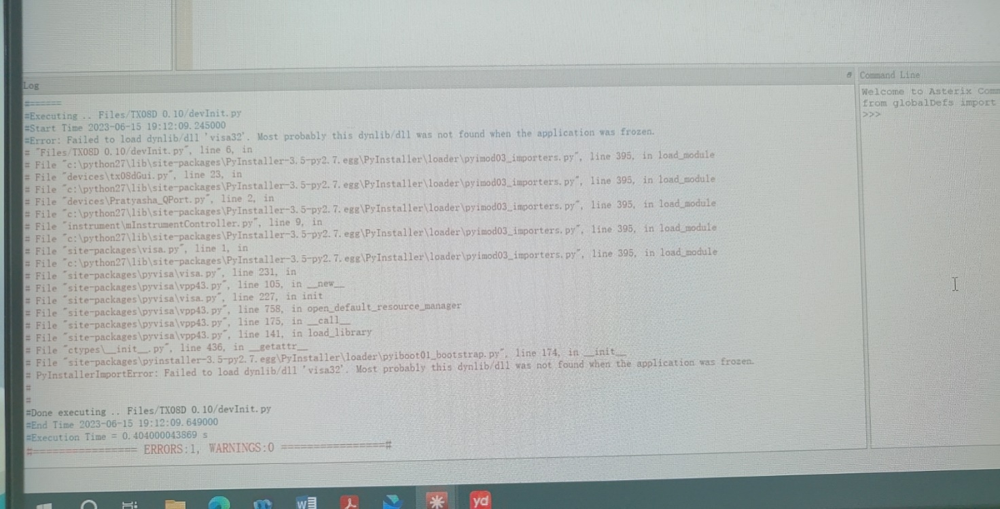 Log
#======
#Executing .. Files/TX08D 0.10/devInit.py
#Start Time 2023-06-15 19:12:09.245000
#Error: Failed to load dynlib/dll 'visa32'. Most probably this dynlib/dll was not found when the application was frozen.
# "Files/TX08D 0.10/devInit.py", line 6, in
# File "c:\python27\lib\site-packages\PyInstaller-3.5-py2.7.egg\PyInstaller\loader\pyimod03_importers.py", line 395, in load_module
# File "devices\tx08dGui.py", line 23, in
# File "c:\python27\lib\site-packages\PyInstaller-3.5-py2.7.egg\PyInstaller\loader\pyimod03_importers.py", line 395, in load_module
# File "devices\Pratyasha_QPort.py", line 2, in
# File "c:\python27\lib\site-packages\PyInstaller-3.5-py2.7.egg\PyInstaller\loader\pyimod03_importers.py", line 395, in load_module
# File "instrument\mInstrumentController.py", line 9, in
# File "c:\python27\lib\site-packages\PyInstaller-3.5-py2.7.egg\PyInstaller\loader\pyimod03_importers.py", line 395, in load_module
# File "site-packages\visa.py", line 1, in
# File "c:\python27\lib\site-packages\PyInstaller-3.5-py2.7.egg\PyInstaller\loader\pyimod03_importers.py", line 395, in load_module
# File "site-packages\pyvisa\visa.py", line 231, in
# File "site-packages\pyvisa\vpp43.py", line 105, in __new__
# File "site-packages\pyvisa\visa.py", line 227, in init
# File "site-packages\pyvisa\vpp43.py", line 758, in open_default_resource_manager
# File "site-packages\pyvisa\vpp43.py", line 175, in __call__
# File "site-packages\pyvisa\vpp43.py", line 141, in load_library
# File "ctypes\__init__.py", line 436, in __getattr__
# File "site-packages\pyinstaller-3.5-py2.7.egg\PyInstaller\loader\pyiboot01_bootstrap.py", line 174, in __init__
# PyInstallerImportError: Failed to load dynlib/dll 'visa32'. Most probably this dynlib/dll was not found when the application was frozen.
#
#
#Done executing .. Files/TX08D 0.10/devInit.py
#End Time 2023-06-15 19:12:09.649000
#Execution Time = 0.404000043869 s
#================ ERRORS:1, WARNINGS:0 ================#
Command Line
Welcome to Asterix Comm
from globalDefs import
>>>
W
yd